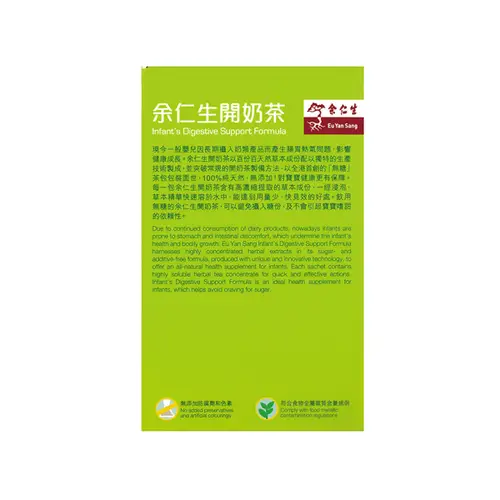 余仁生開奶茶
Infant's Digestive Support Formula
余仁生
Eu Yan Sang
現今一般嬰兒因長期攝入奶類產品而產生腸胃熱氣問題，影響
健康成長。余仁生開奶茶以百份百天然草本成份配以獨特的生產
技術製成，並突破常規的開奶茶製備方法，以全港首創的「無糖」
茶包包裝面世，100%純天然，無添加！對寶寶健康更有保障。
每一包余仁生開奶茶含有高濃縮提取的草本成份，一經浸泡，
草本精華快速溶於水中，能達到用量少，快見效的好處。飲用
無糖的余仁生開奶茶，可以避免攝入糖份，及不會引起寶寶嗜甜
的依賴性。
Due to continued consumption of dairy products, nowadays infants are
prone to stomach and intestinal discomfort, which undermine the infant's
health and bodily growth. Eu Yan Sang Infant's Digestive Support Formula
harnesses highly concentrated herbal extracts in its sugar- and
additive-free formula, produced with unique and innovative technology, to
offer an all-natural health supplement for infants. Each sachet contains
highly soluble herbal tea concentrate for quick and effective actions.
Infant's Digestive Support Formula is an ideal health supplement for
infants, which helps avoid craving for sugar.
無添加防腐劑和色素
No added preservatives
and artificial colourings
符合食物金屬雜質含量規例
Comply with food metallic
contamination regulations